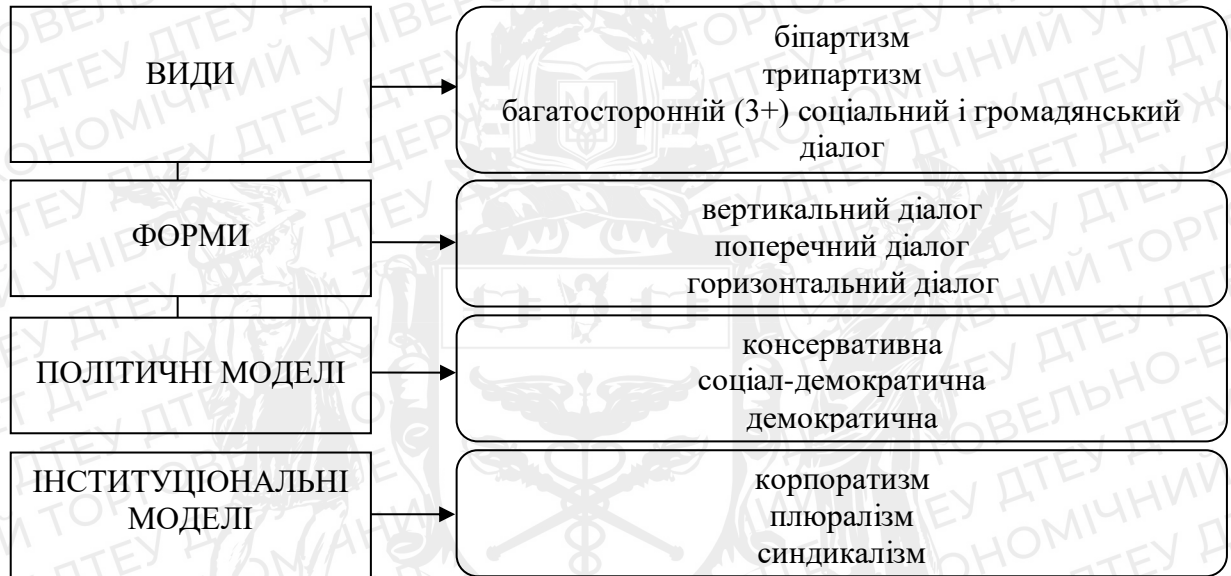 ВИДИ
біпартизм
трипартизм
багатосторонній (3+) соціальний і громадянський
діалог
ФОРМИ
вертикальний діалог
поперечний діалог
горизонтальний діалог
ПОЛІТИЧНІ МОДЕЛІ
консервативна
соціал-демократична
демократична
ІНСТИТУЦІОНАЛЬНІ
МОДЕЛІ
корпоратизм
плюралізм
синдикалізм